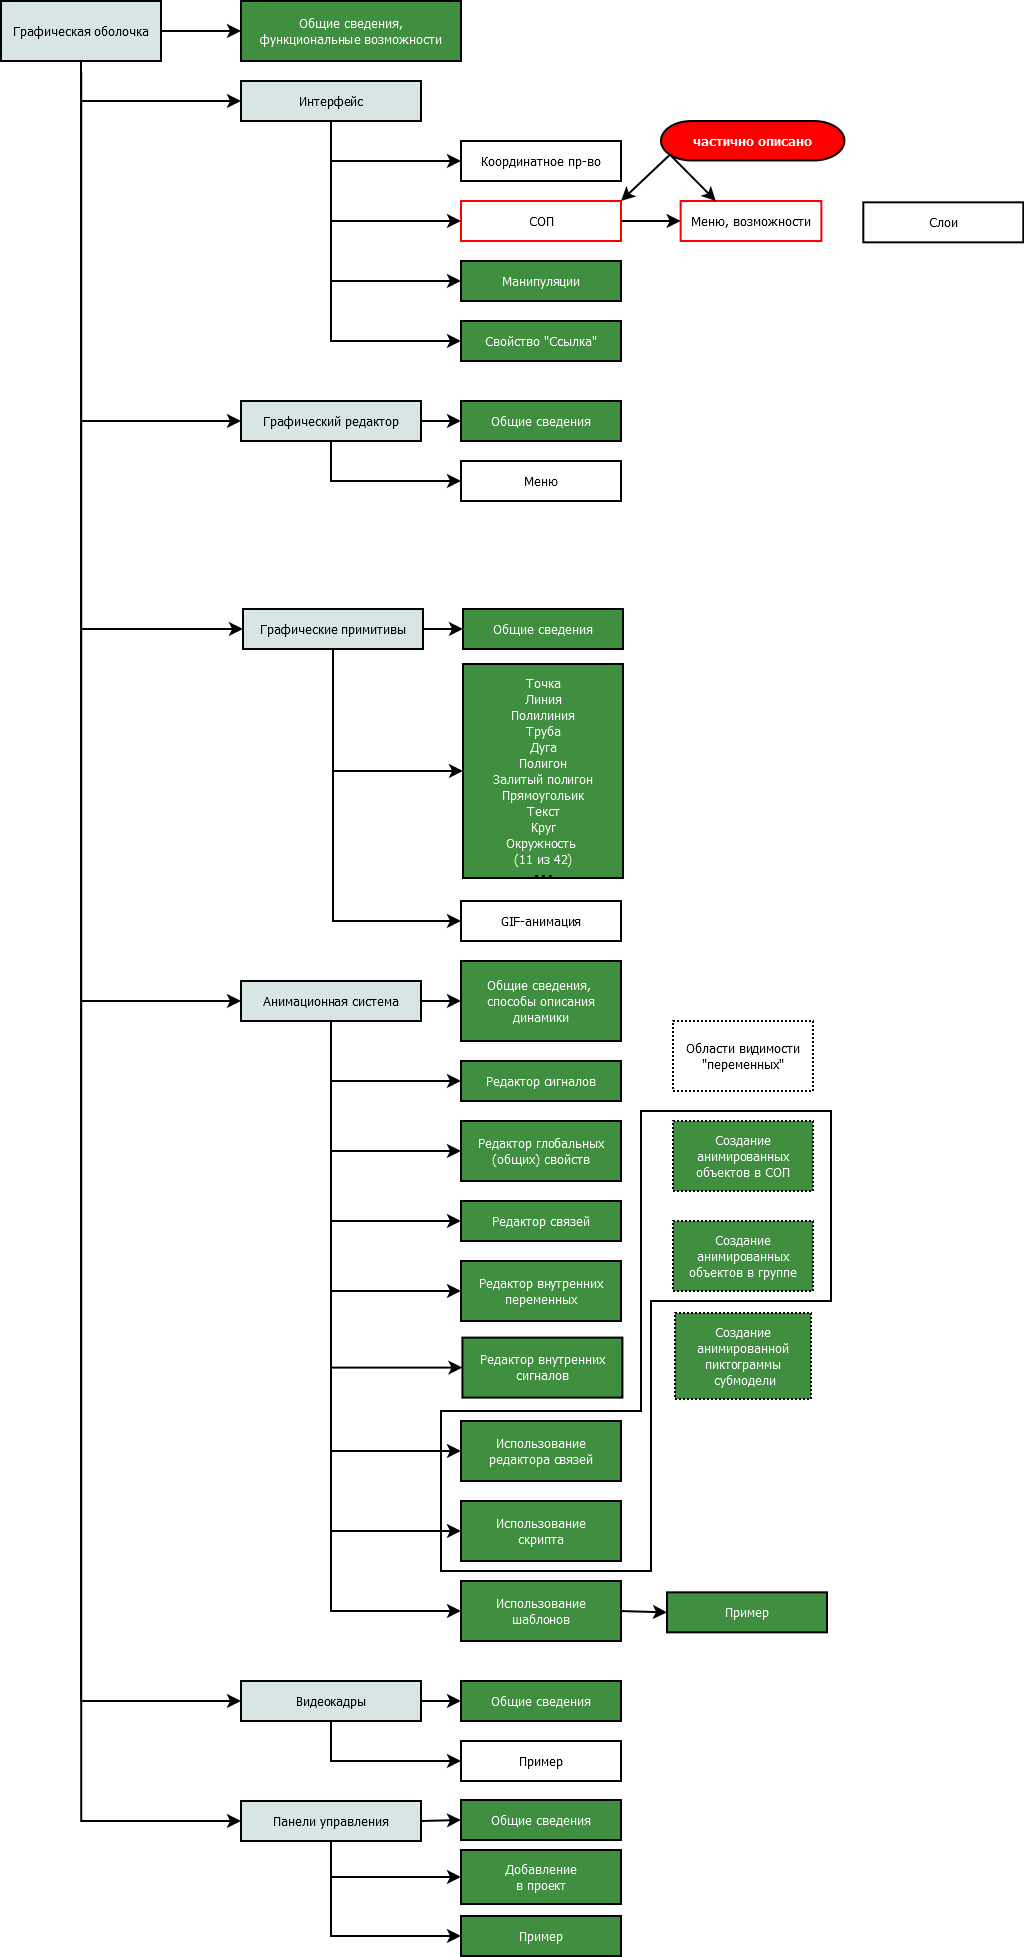 Графическая оболочка
Общие сведения,
функциональные возможности
Интерфейс
Координатное пр-во
частично описано
СОП
Меню, возможности
Слои
Манипуляции
Свойство "Ссылка"
Графический редактор
Общие сведения
Меню
Графические примитивы
Общие сведения
Точка
Линия
Полилиния
Труба
Дуга
Полигон
Залитый полигон
Прямоуголъик
Текст
Круг
Окружность
(11 из 42)
...
GIF-анимация
Анимационная система
Общие сведения,
способы описания
динамики
Области видимости
"переменных"
Редактор сигналов
Редактор глобальных
(общих) свойств
Создание
анимированных
объектов в СОП
Редактор связей
Создание
анимированных
объектов в группе
Редактор внутренних
переменных
Редактор внутренних
сигналов
Создание
анимированной
пиктограммы
субмодели
Использование
редактора связей
Использование
скрипта
Использование
шаблонов
Пример
Видеокадры
Общие сведения
Пример
Панели управления
Общие сведения
Добавление
в проект
Пример